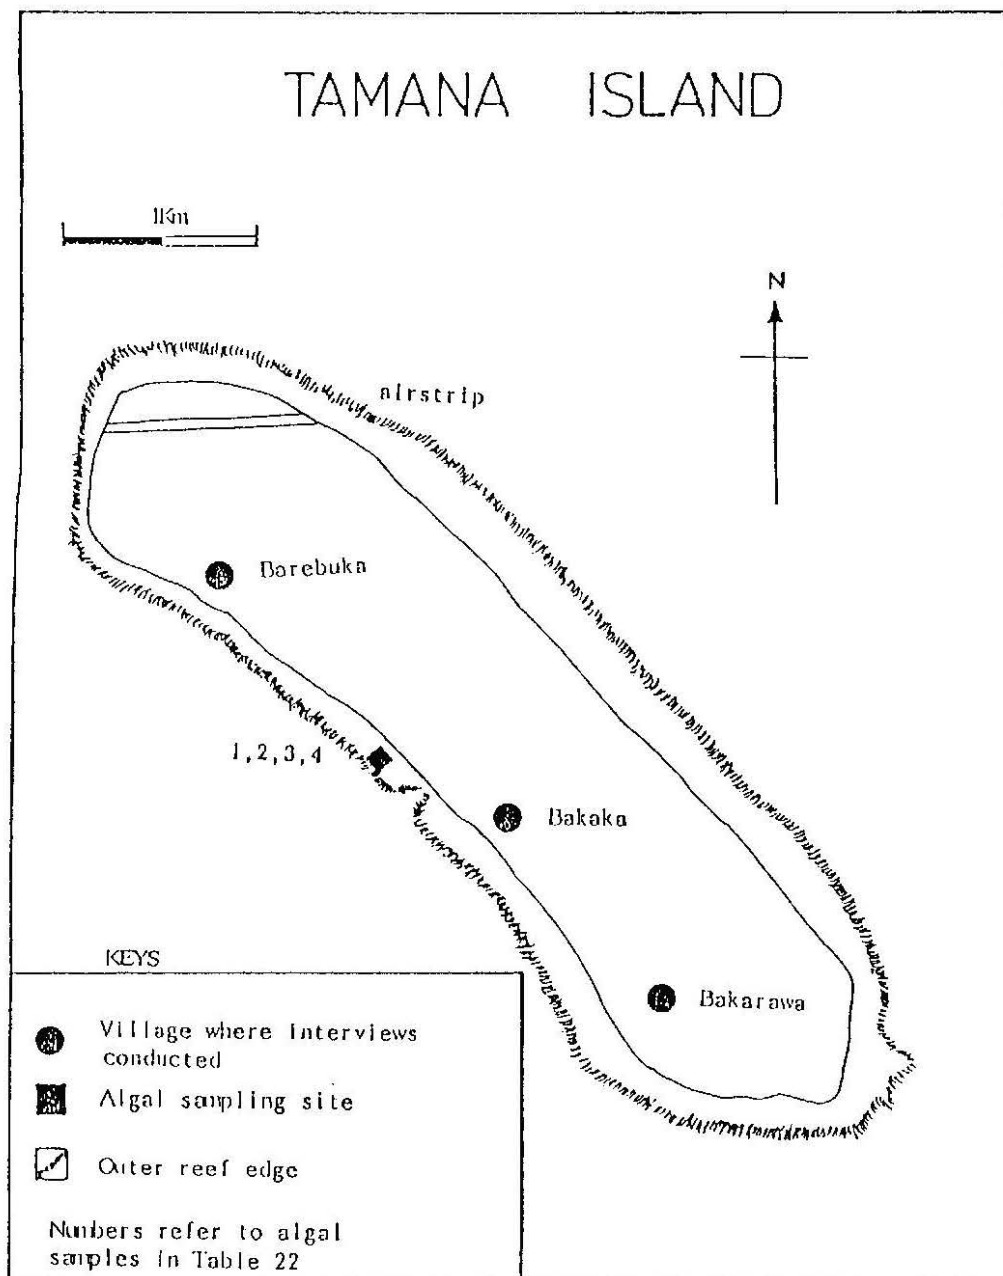 TAMANA ISLAND
1Km
N
airstrip
Barebuka
1,2,3,4
Bakaka
Bakarawa
KEYS
Village where interviews
conducted
Algal sampling site
Outer reef edge
Numbers refer to algal
samples in Table 22